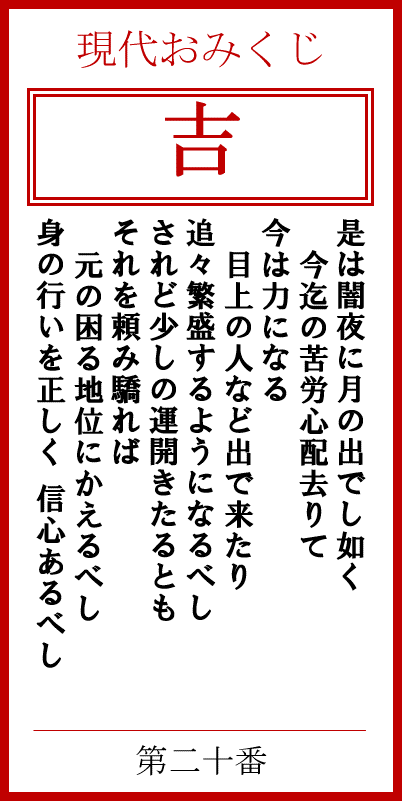 現代おみくじ
吉
是は闇夜に月の出でし如く
今迄の苦労心配去りて
今は力になる
目上の人など出で来たり
追々繁盛するようになるべし
されど少しの運開きたるとも
それを頼み驕れば
元の困る地位にかえるべし
身の行いを正しく 信心あるべし
第二十番